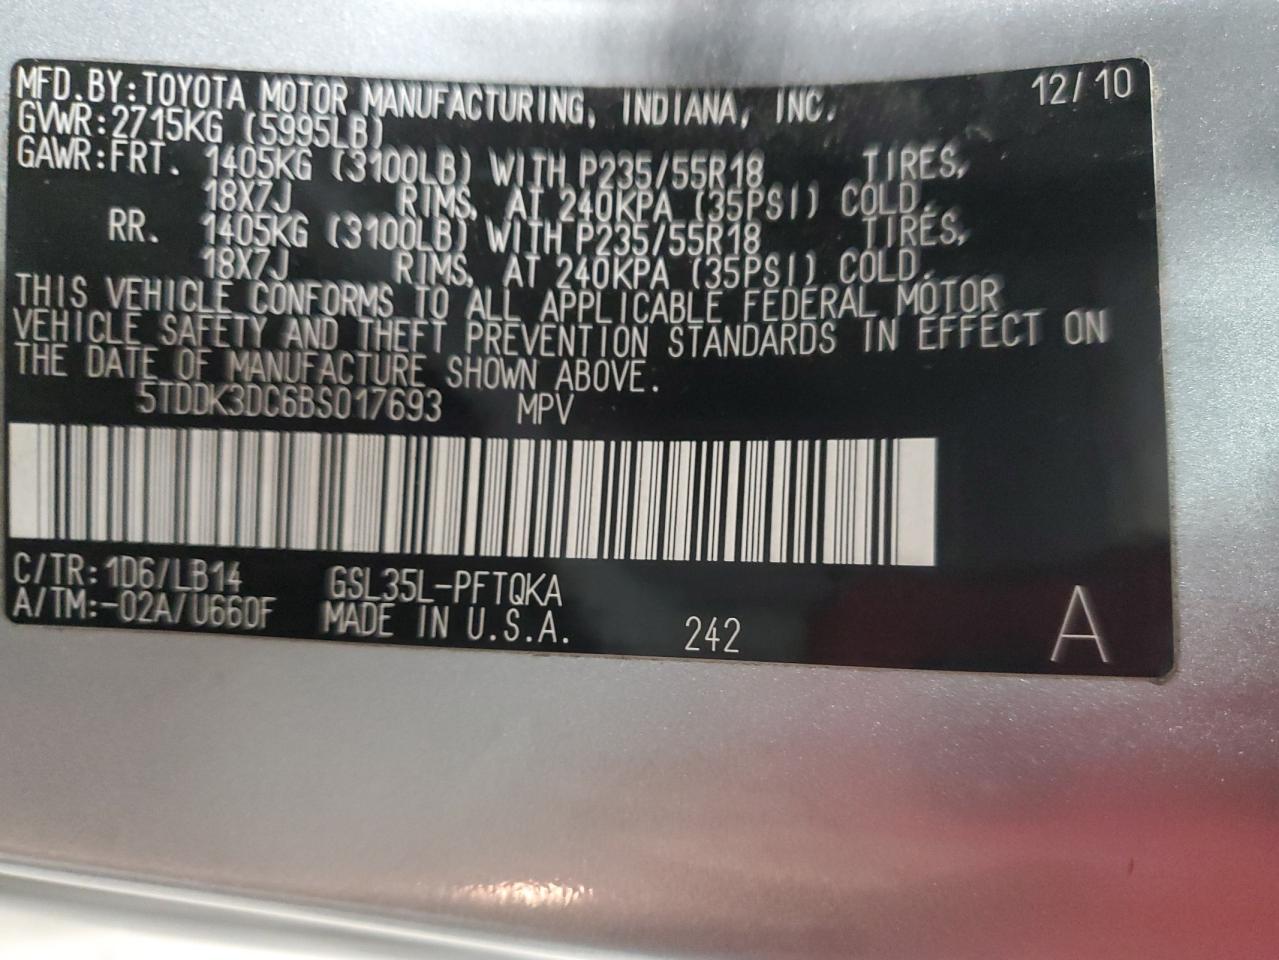 MFD.BY:TOYOTA MOTOR MANUFACTURING, INDIANA, INC. 12/10
GVWR:2715KG (5995LB)
GAWR:FRT. 1405KG (3100LB) WITH P235/55R18 TIRES,
18X7J RIMS, AT 240KPA (35PSI) COLD.
RR. 1405KG (3100LB) WITH P235/55R18 TIRES,
18X7J RIMS, AT 240KPA (35PSI) COLD.
THIS VEHICLE CONFORMS TO ALL APPLICABLE FEDERAL MOTOR
VEHICLE SAFETY AND THEFT PREVENTION STANDARDS IN EFFECT ON
THE DATE OF MANUFACTURE SHOWN ABOVE.
5TDDK3DC6BS017693 MPV
C/TR:1D6/LB14 GSL35L-PFTQKA
A/TM:-02A/U660F MADE IN U.S.A. 242 A